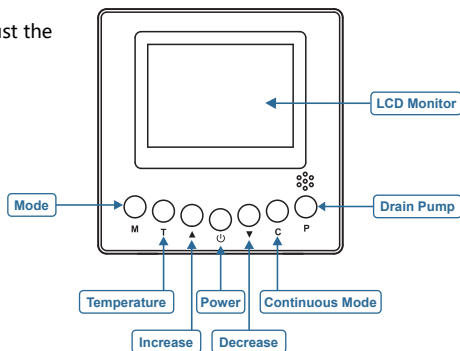 ust the
LCD Monitor
Mode
Drain Pump
M T ▲ ⏻ ▼ C P
Temperature
Power
Continuous Mode
Increase
Decrease